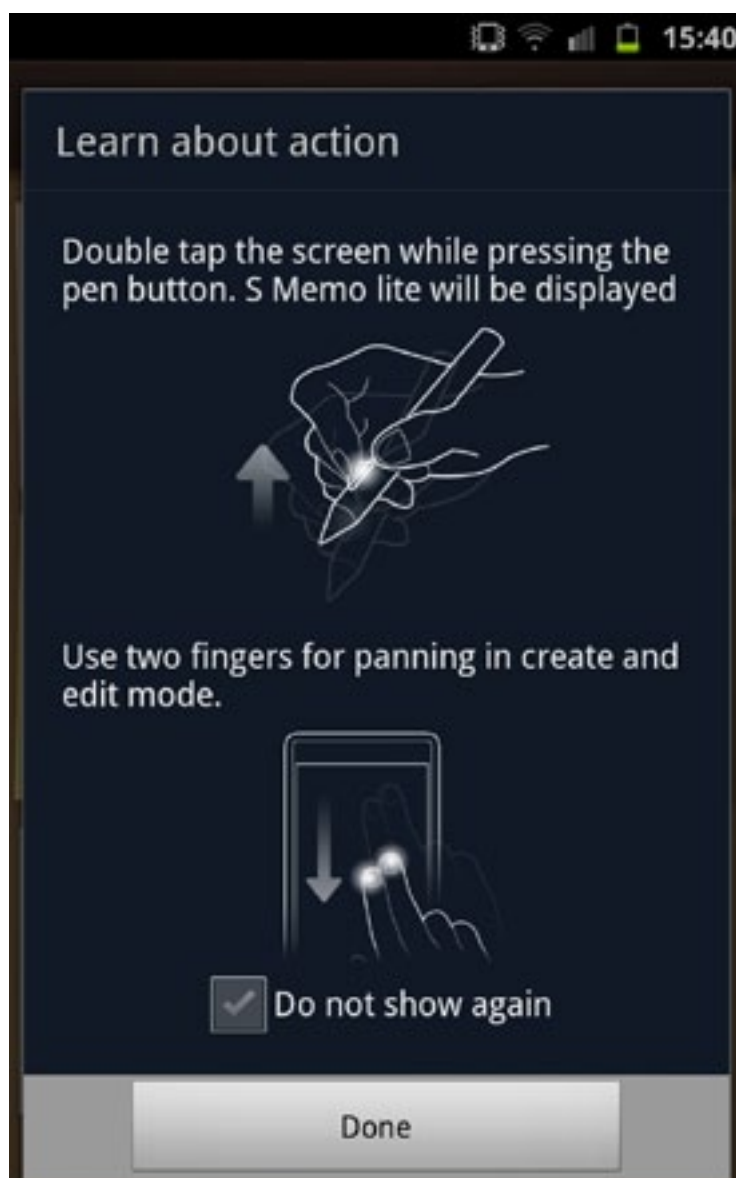 15:40
Learn about action
Double tap the screen while pressing the
pen button. S Memo lite will be displayed
Use two fingers for panning in create and
edit mode.
Do not show again
Done